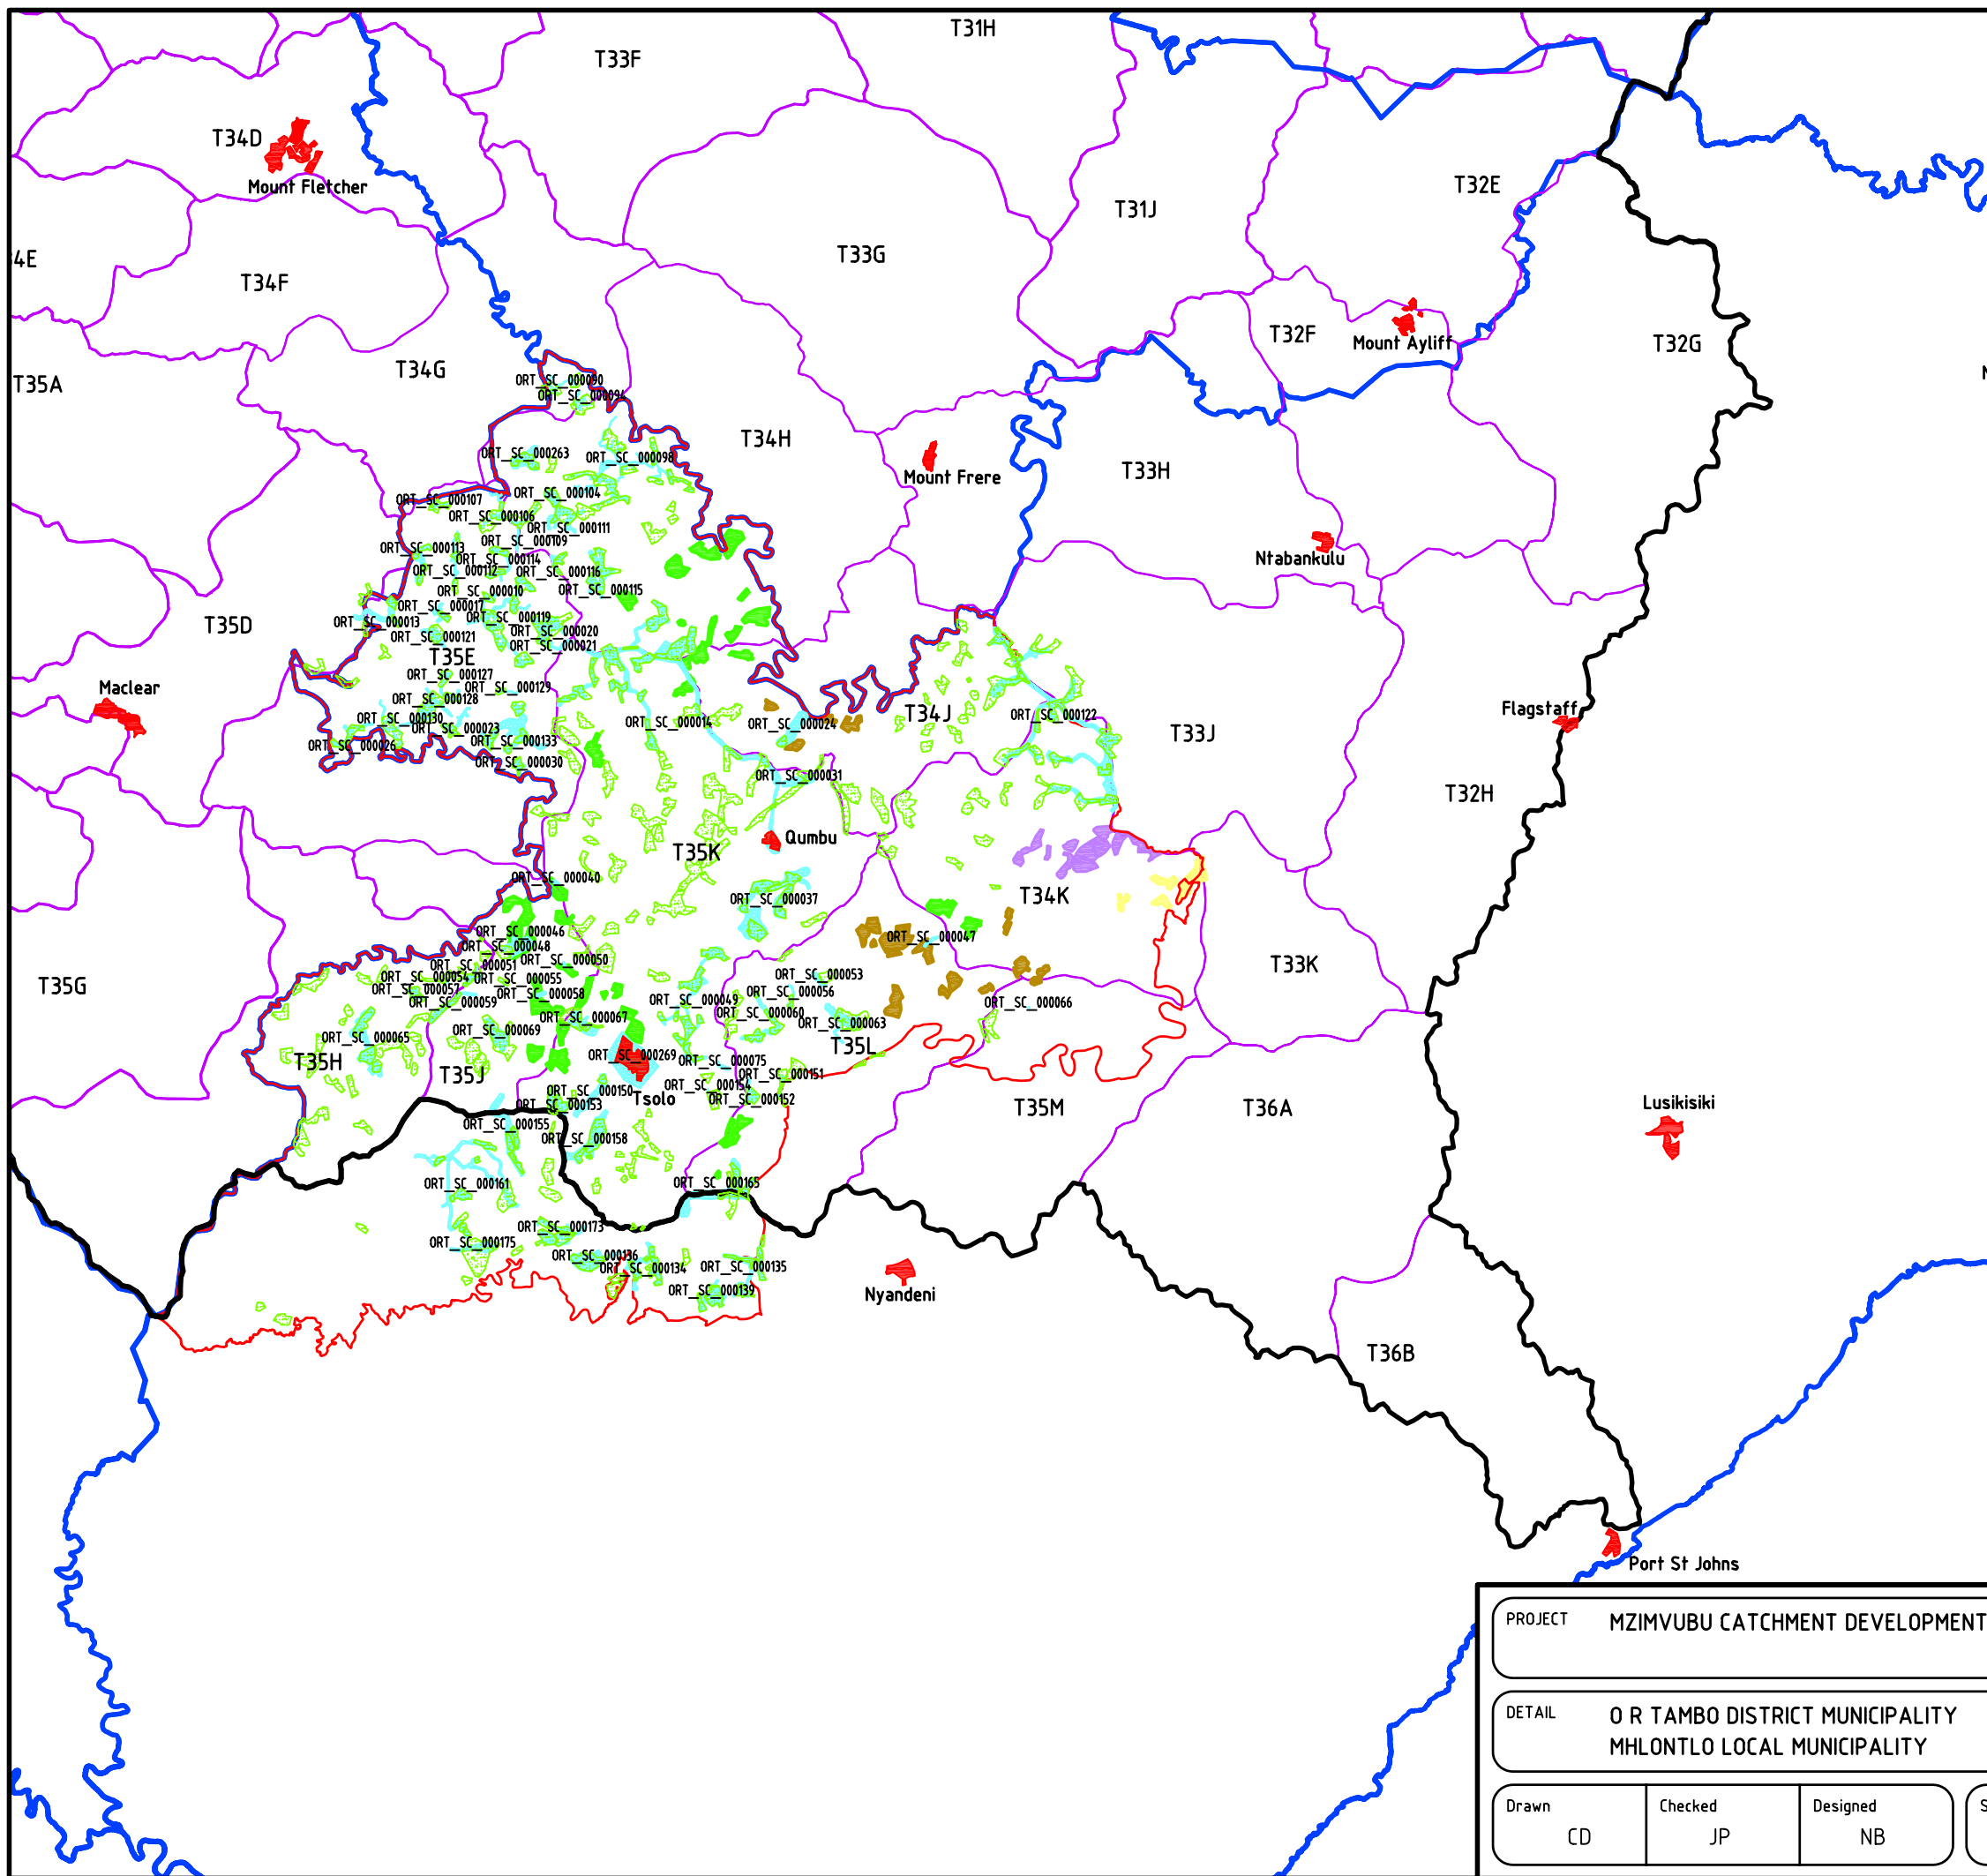 T31H
T33F
T34D
Mount Fletcher
T32E
T31J
T33G
4E
T34F
T32F
Mount Ayliff
T32G
T34G
T35A
ORT_SC_000090
ORT_SC_000094
T34H
ORT_SC_000263
ORT_SC_000098
Mount Frere
T33H
ORT_SC_000107
ORT_SC_000104
ORT_SC_000106
ORT_SC_000111
ORT_SC_000109
ORT_SC_000113
ORT_SC_000114
ORT_SC_000112
ORT_SC_000116
Ntabankulu
ORT_SC_000010
ORT_SC_000115
ORT_SC_000017
ORT_SC_000119
T35D
ORT_SC_000013
ORT_SC_000020
ORT_SC_000121
ORT_SC_000021
T35E
ORT_SC_000127
Maclear
ORT_SC_000129
ORT_SC_000128
ORT_SC_000130
ORT_SC_000014
ORT_SC_000024
T34J
ORT_SC_000122
Flagstaff
ORT_SC_000023
T33J
ORT_SC_000026
ORT_SC_000133
ORT_SC_000030
ORT_SC_000031
T32H
Qumbu
T35K
ORT_SC_000040
T34K
ORT_SC_000037
ORT_SC_000046
ORT_SC_000047
ORT_SC_000048
ORT_SC_000050
ORT_SC_000051
T33K
ORT_SC_000054
ORT_SC_000055
ORT_SC_000053
T35G
ORT_SC_000057
ORT_SC_000058
ORT_SC_000056
ORT_SC_000059
ORT_SC_000049
ORT_SC_000066
ORT_SC_000067
ORT_SC_000060
ORT_SC_000063
ORT_SC_000065
ORT_SC_000069
T35L
ORT_SC_000269
T35H
ORT_SC_000075
T35J
ORT_SC_000151
ORT_SC_000154
ORT_SC_000150
Tsolo
ORT_SC_000152
ORT_SC_000153
T35M
T36A
Lusikisiki
ORT_SC_000155
ORT_SC_000158
ORT_SC_000161
ORT_SC_000165
ORT_SC_000173
ORT_SC_000175
ORT_SC_000136
ORT_SC_000134
ORT_SC_000135
ORT_SC_000139
Nyandeni
T36B
Port St Johns
PROJECT MZIMVUBU CATCHMENT DEVELOPMENT
DETAIL O R TAMBO DISTRICT MUNICIPALITY
MHLONTLO LOCAL MUNICIPALITY
Drawn Checked Designed
CD JP NB